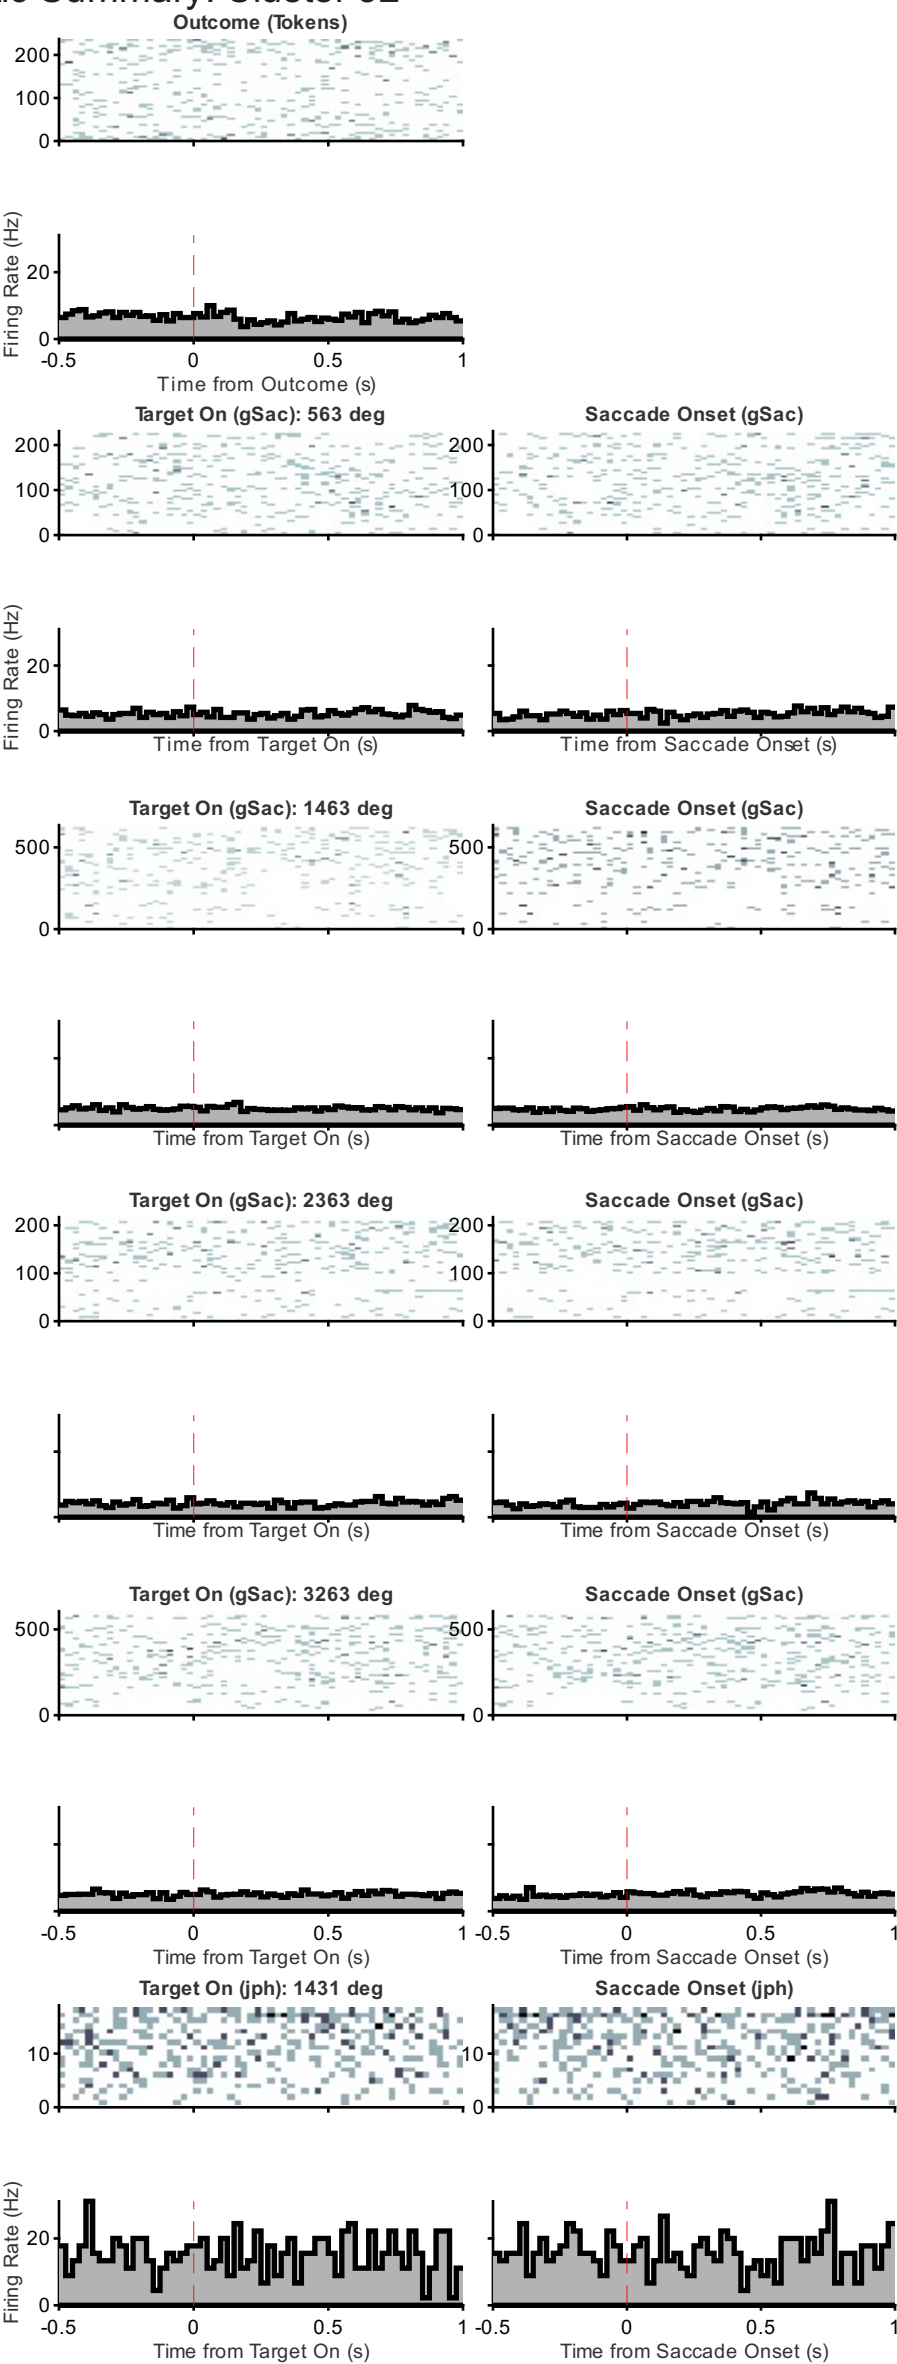 Summary: Cluster
Outcome (Tokens)
200
100
0
Firing Rate (Hz)
20
0
-0.5 0 0.5 1
Time from Outcome (s)
Target On (gSac): 563 deg Saccade Onset (gSac)
200 200
100 100
0 0
Firing Rate (Hz)
20
0
Time from Target On (s) Time from Saccade Onset (s)
Target On (gSac): 1463 deg Saccade Onset (gSac)
500 500
0 0
Time from Target On (s) Time from Saccade Onset (s)
Target On (gSac): 2363 deg Saccade Onset (gSac)
200 200
100 100
0 0
Time from Target On (s) Time from Saccade Onset (s)
Target On (gSac): 3263 deg Saccade Onset (gSac)
500 500
0 0
-0.5 0 0.5 1 -0.5 0 0.5 1
Time from Target On (s) Time from Saccade Onset (s)
Target On (jph): 1431 deg Saccade Onset (jph)
10 10
0 0
Firing Rate (Hz)
20
0
-0.5 0 0.5 1 -0.5 0 0.5 1
Time from Target On (s) Time from Saccade Onset (s)